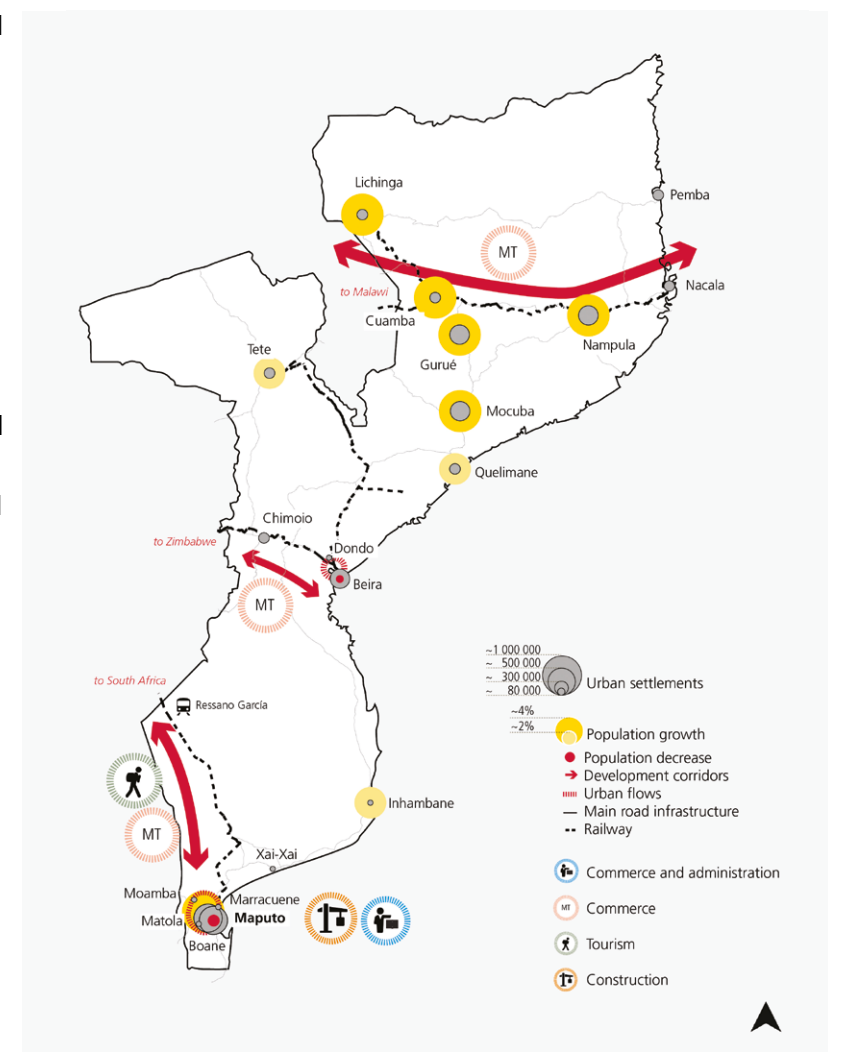 Lichinga
Pemba
MT
to Malawi
Nacala
Cuamba
Nampula
Gurué
Tete
Mocuba
Quelimane
Chimoio
to Zimbabwe
Dondo
Beira
MT
to South Africa
Ressano García
Inhambane
MT
Xai-Xai
Moamba
Marracuene
Matola
Maputo
Boane
~1 000 000
~ 500 000
~ 300 000
~ 80 000
Urban settlements
~4%
~2%
Population growth
Population decrease
Development corridors
Urban flows
Main road infrastructure
Railway
Commerce and administration
MT
Commerce
Tourism
Construction